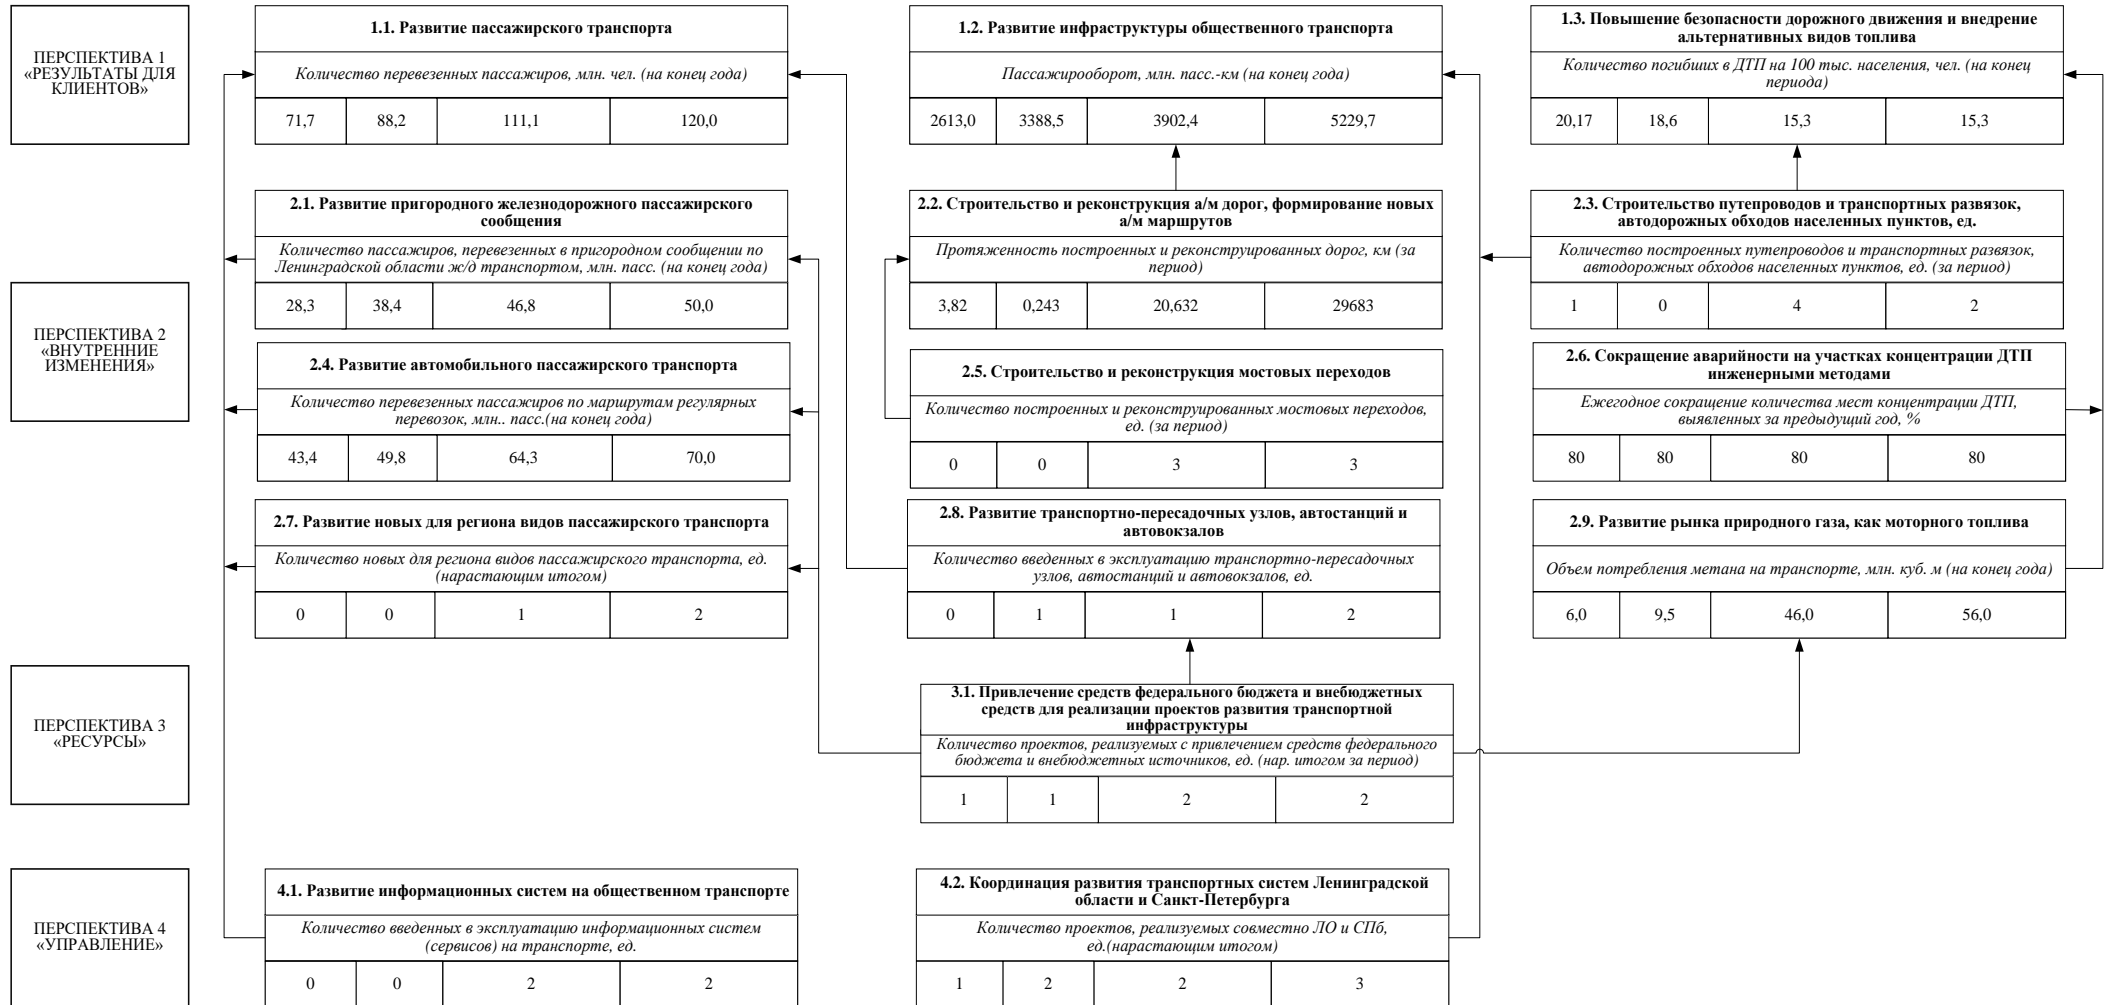 ПЕРСПЕКТИВА 1
«РЕЗУЛЬТАТЫ ДЛЯ
КЛИЕНТОВ»
1.1. Развитие пассажирского транспорта
Количество перевезенных пассажиров, млн. чел. (на конец года)
71,7 88,2 111,1 120,0
1.2. Развитие инфраструктуры общественного транспорта
Пассажирооборот, млн. пасс.-км (на конец года)
2613,0 3388,5 3902,4 5229,7
1.3. Повышение безопасности дорожного движения и внедрение
альтернативных видов топлива
Количество погибших в ДТП на 100 тыс. населения, чел. (на конец
периода)
20,17 18,6 15,3 15,3
ПЕРСПЕКТИВА 2
«ВНУТРЕННИЕ
ИЗМЕНЕНИЯ»
2.1. Развитие пригородного железнодорожного пассажирского
сообщения
Количество пассажиров, перевезенных в пригородном сообщении по
Ленинградской области ж/д транспортом, млн. пасс. (на конец года)
28,3 38,4 46,8 50,0
2.2. Строительство и реконструкция а/м дорог, формирование новых
а/м маршрутов
Протяженность построенных и реконструированных дорог, км (за
период)
3,82 0,243 20,632 29683
2.3. Строительство путепроводов и транспортных развязок,
автодорожных обходов населенных пунктов, ед.
Количество построенных путепроводов и транспортных развязок,
автодорожных обходов населенных пунктов, ед. (за период)
1 0 4 2
2.4. Развитие автомобильного пассажирского транспорта
Количество перевезенных пассажиров по маршрутам регулярных
перевозок, млн.. пасс.(на конец года)
43,4 49,8 64,3 70,0
2.5. Строительство и реконструкция мостовых переходов
Количество построенных и реконструированных мостовых переходов,
ед. (за период)
0 0 3 3
2.6. Сокращение аварийности на участках концентрации ДТП
инженерными методами
Ежегодное сокращение количества мест концентрации ДТП,
выявленных за предыдущий год, %
80 80 80 80
2.7. Развитие новых для региона видов пассажирского транспорта
Количество новых для региона видов пассажирского транспорта, ед.
(нарастающим итогом)
0 0 1 2
2.8. Развитие транспортно-пересадочных узлов, автостанций и
автовокзалов
Количество введенных в эксплуатацию транспортно-пересадочных
узлов, автостанций и автовокзалов, ед.
0 1 1 2
2.9. Развитие рынка природного газа, как моторного топлива
Объем потребления метана на транспорте, млн. куб. м (на конец года)
6,0 9,5 46,0 56,0
ПЕРСПЕКТИВА 3
«РЕСУРСЫ»
3.1. Привлечение средств федерального бюджета и внебюджетных
средств для реализации проектов развития транспортной
инфраструктуры
Количество проектов, реализуемых с привлечением средств федерального
бюджета и внебюджетных источников, ед. (нар. итогом за период)
1 1 2 2
ПЕРСПЕКТИВА 4
«УПРАВЛЕНИЕ»
4.1. Развитие информационных систем на общественном транспорте
Количество введенных в эксплуатацию информационных систем
(сервисов) на транспорте, ед.
0 0 2 2
4.2. Координация развития транспортных систем Ленинградской
области и Санкт-Петербурга
Количество проектов, реализуемых совместно ЛО и СПб,
ед.(нарастающим итогом)
1 2 2 3